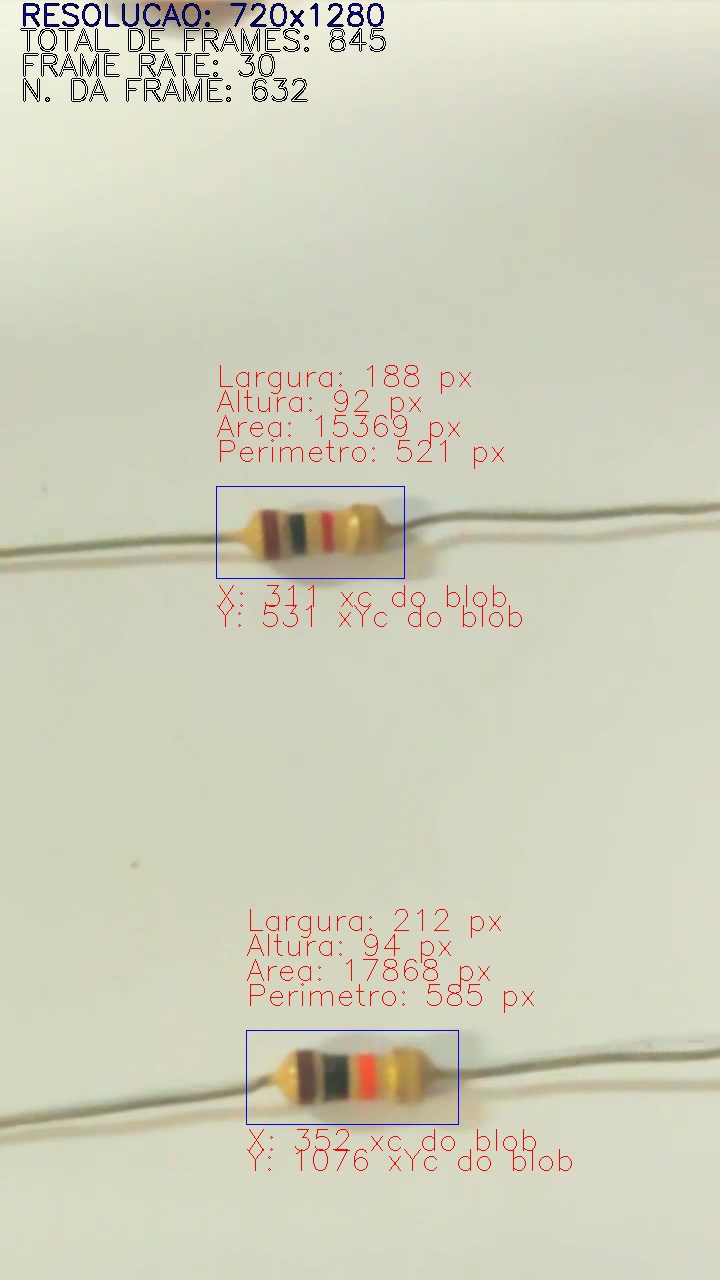 RESOLUCAO: 720x1280
TOTAL DE FRAMES: 845
FRAME RATE: 30
N. DA FRAME: 632
Largura: 188 px
Altura: 92 px
Area: 15369 px
Perimetro: 521 px
X: 311 xc do blob
Y: 531 xYc do blob
Largura: 212 px
Altura: 94 px
Area: 17868 px
Perimetro: 585 px
X: 352 xc do blob
Y: 1076 xYc do blob